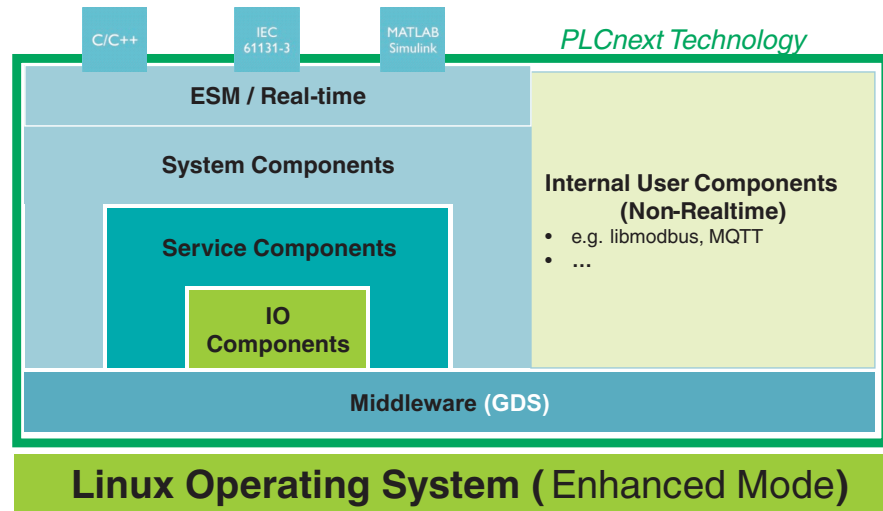 C/C++
IEC
61131-3
MATLAB
Simulink
PLCnext Technology
ESM / Real-time
System Components
Service Components
IO
Components
Internal User Components
(Non-Realtime)
• e.g. libmodbus, MQTT
• ...
Middleware (GDS)
Linux Operating System (Enhanced Mode)